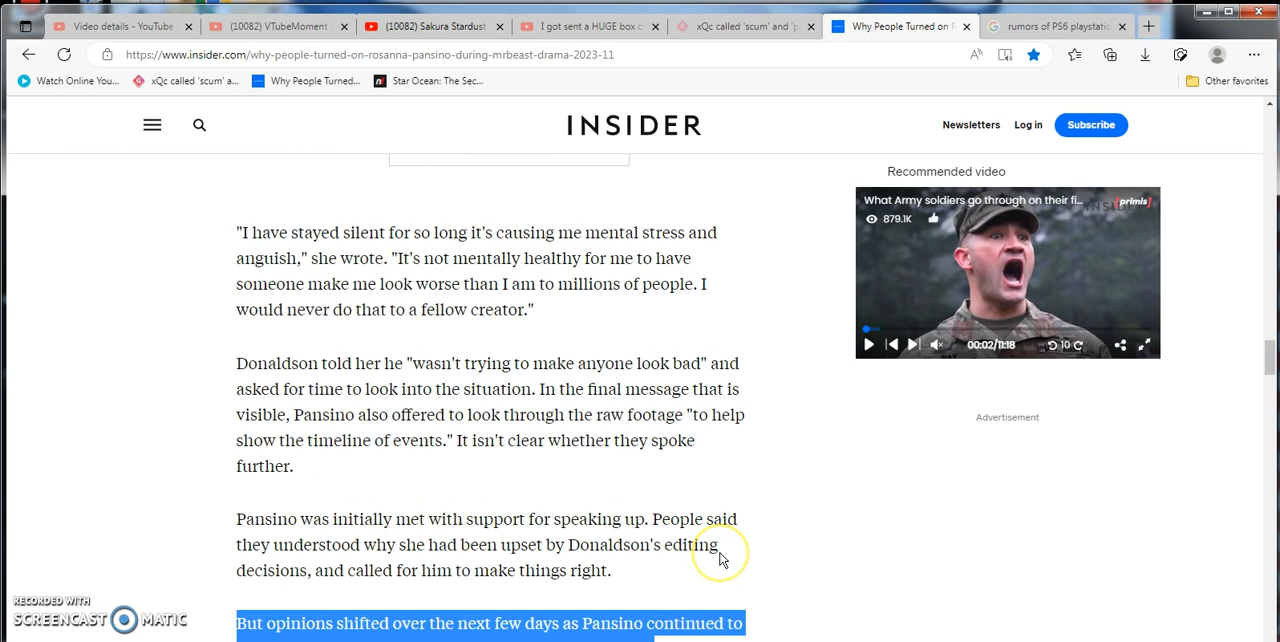 Video details - YouTube
(10082) VTubeMoment -
(10082) Sakura Stardust
I got sent a HUGE box o
xQc called 'scum' and 'p
Why People Turned on
Google rumors of PS6 playstatio
https://www.insider.com/why-people-turned-on-rosanna-pansino-during-mrbeast-drama-2023-11
Watch Online You...
xQc called 'scum' a...
Why People Turned...
Star Ocean: The Sec...
Other favorites
INSIDER
Newsletters
Log in
Subscribe
Recommended video
What Army soldiers go through on their fi...
primis
879.1K
00:02/11:18
10
Advertisement
"I have stayed silent for so long it's causing me mental stress and
anguish," she wrote. "It's not mentally healthy for me to have
someone make me look worse than I am to millions of people. I
would never do that to a fellow creator."
Donaldson told her he "wasn't trying to make anyone look bad" and
asked for time to look into the situation. In the final message that is
visible, Pansino also offered to look through the raw footage "to help
show the timeline of events." It isn't clear whether they spoke
further.
Pansino was initially met with support for speaking up. People said
they understood why she had been upset by Donaldson's editing
decisions, and called for him to make things right.
But opinions shifted over the next few days as Pansino continued to
RECORDED WITH
SCREENCAST MATIC